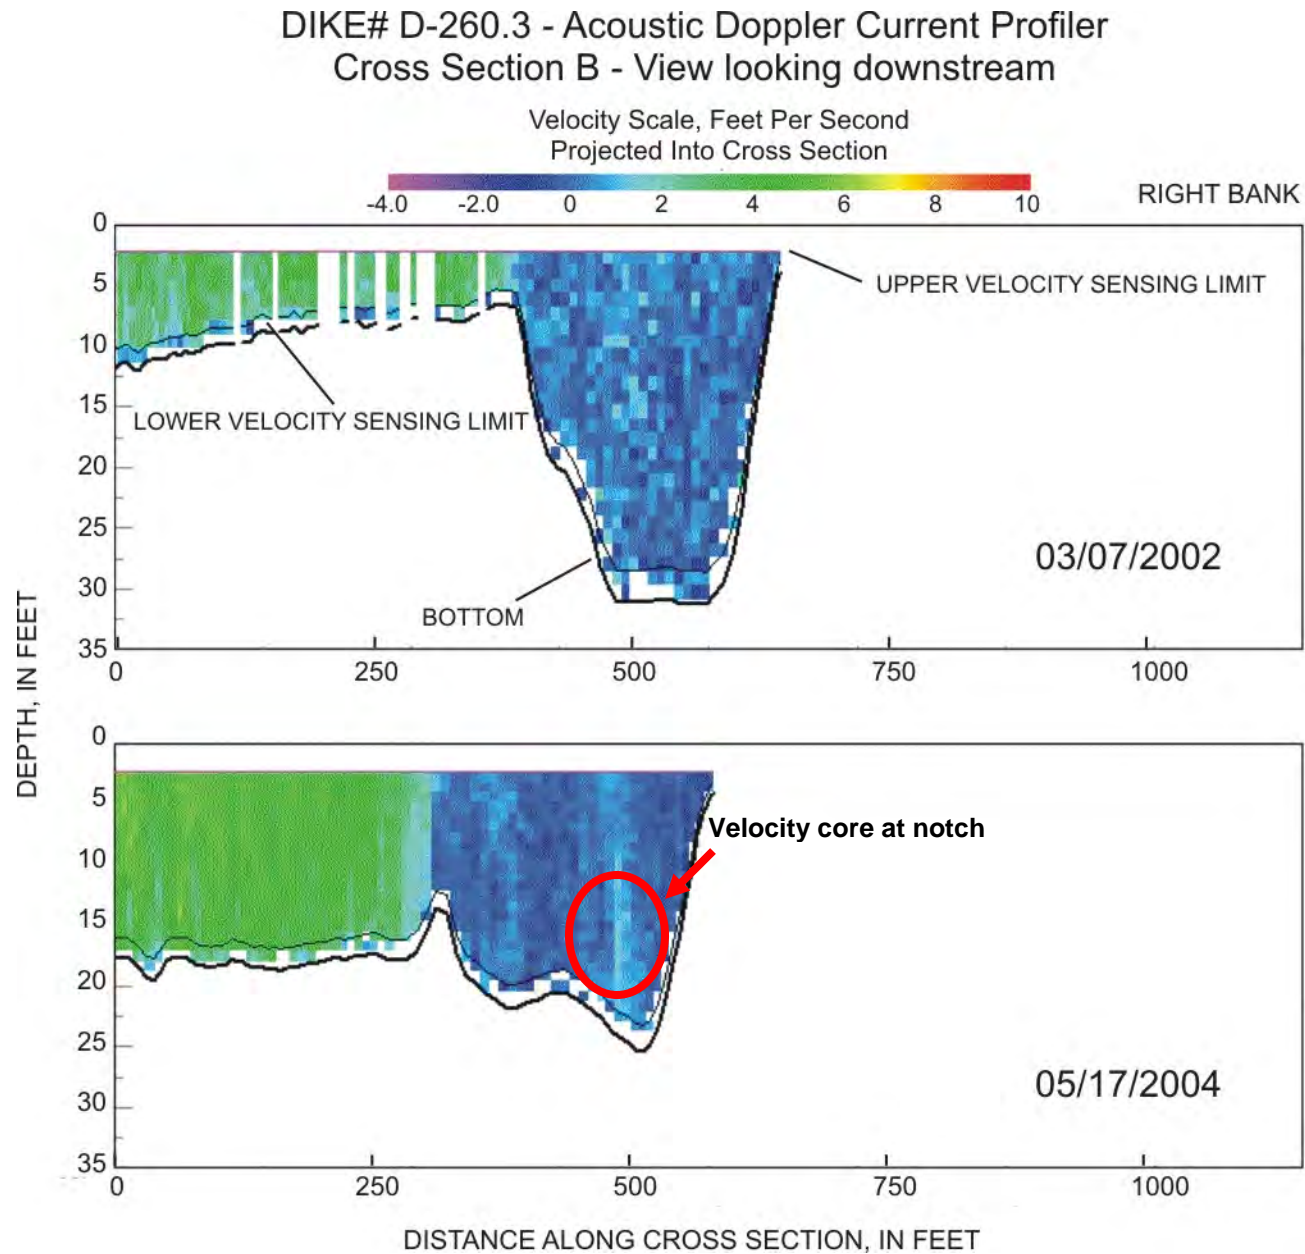 DIKE# D-260.3 - Acoustic Doppler Current Profiler
Cross Section B - View looking downstream
Velocity Scale, Feet Per Second
Projected Into Cross Section
-4.0 -2.0 0 2 4 6 8 10
RIGHT BANK
0
5
10
15
20
25
30
35
UPPER VELOCITY SENSING LIMIT
LOWER VELOCITY SENSING LIMIT
BOTTOM
03/07/2002
0 250 500 750 1000
DEPTH, IN FEET
0
5
10
15
20
25
30
35
Velocity core at notch
05/17/2004
0 250 500 750 1000
DISTANCE ALONG CROSS SECTION, IN FEET